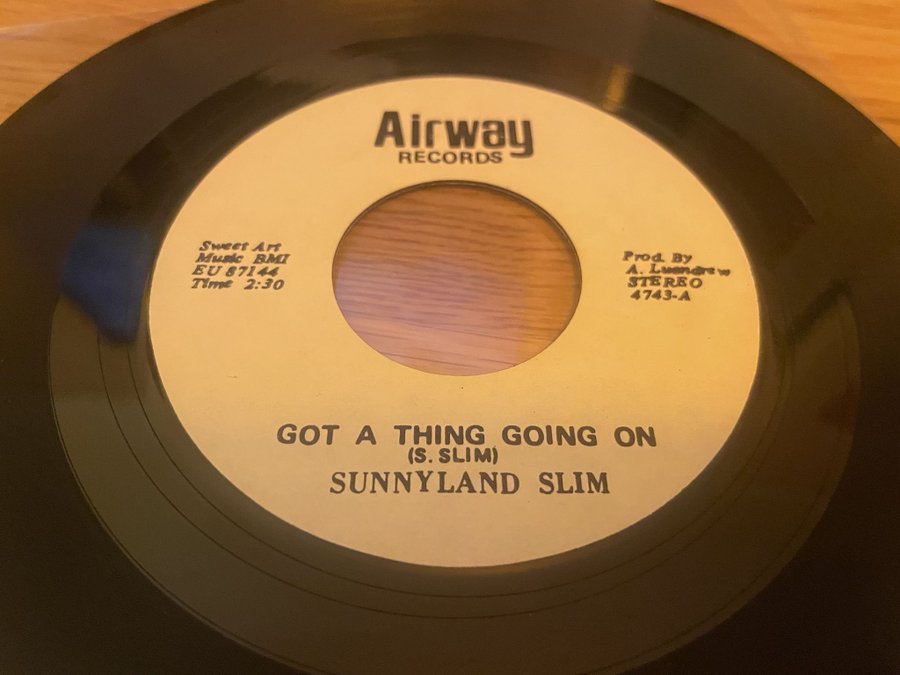 Airway
RECORDS
Sweet Art
Music BMI
EU 87144
Time 2:30
Prod. By
A. Luandrew
STEREO
4743-A
GOT A THING GOING ON
(S. SLIM)
SUNNYLAND SLIM